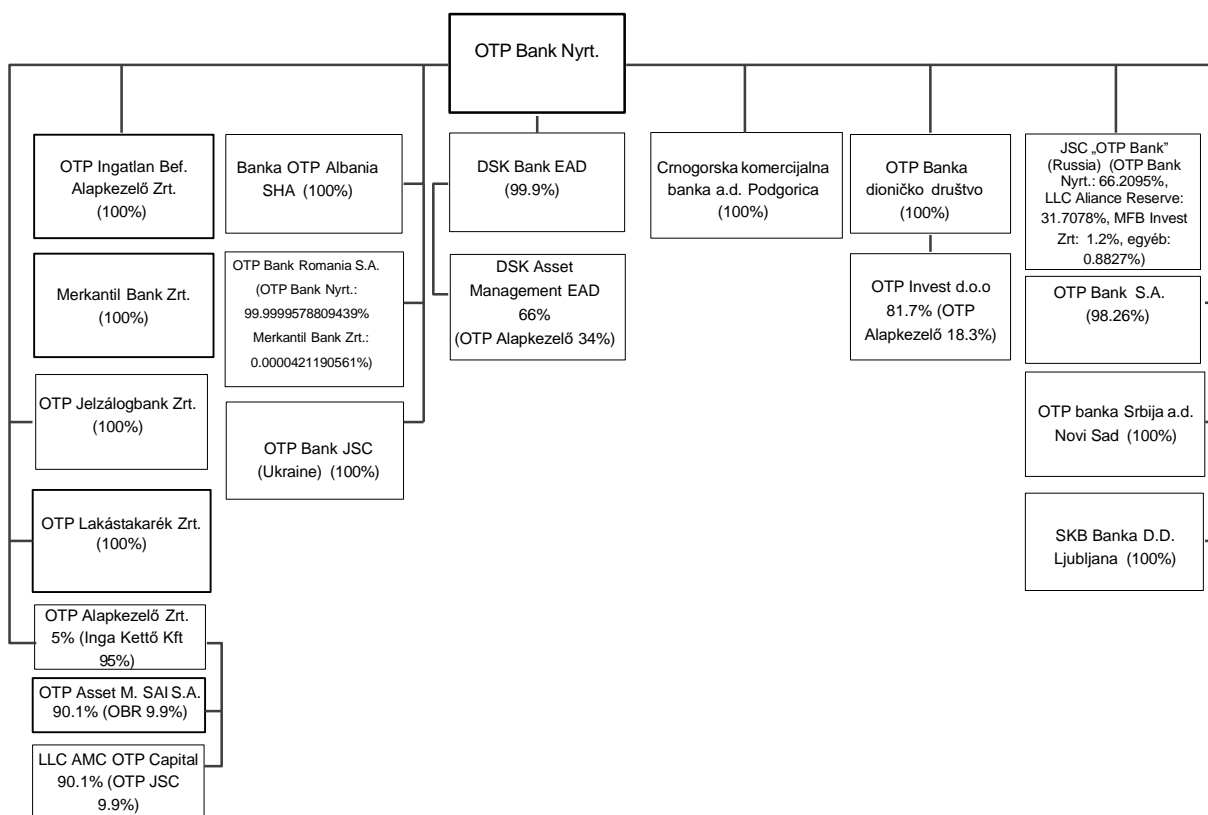 OTP Bank Nyrt.
OTP Ingatlan Bef.
Alapkezelő Zrt.
(100%)
Merkantil Bank Zrt.
(100%)
OTP Jelzálogbank Zrt.
(100%)
OTP Lakástakarék Zrt.
(100%)
OTP Alapkezelő Zrt.
5% (Inga Kettő Kft
95%)
OTP Asset M. SAI S.A.
90.1% (OBR 9.9%)
LLC AMC OTP Capital
90.1% (OTP JSC
9.9%)
Banka OTP Albania
SHA (100%)
OTP Bank Romania S.A.
(OTP Bank Nyrt.:
99.9999578809439%
Merkantil Bank Zrt.:
0.0000421190561%)
OTP Bank JSC
(Ukraine) (100%)
DSK Bank EAD
(99.9%)
DSK Asset
Management EAD
66%
(OTP Alapkezelő 34%)
Crnogorska komercijalna
banka a.d. Podgorica
(100%)
OTP Banka
dioničko društvo
(100%)
OTP Invest d.o.o
81.7% (OTP
Alapkezelő 18.3%)
JSC „OTP Bank”
(Russia) (OTP Bank
Nyrt.: 66.2095%,
LLC Aliance Reserve:
31.7078%, MFB Invest
Zrt: 1.2%, egyéb:
0.8827%)
OTP Bank S.A.
(98.26%)
OTP banka Srbija a.d.
Novi Sad (100%)
SKB Banka D.D.
Ljubljana (100%)